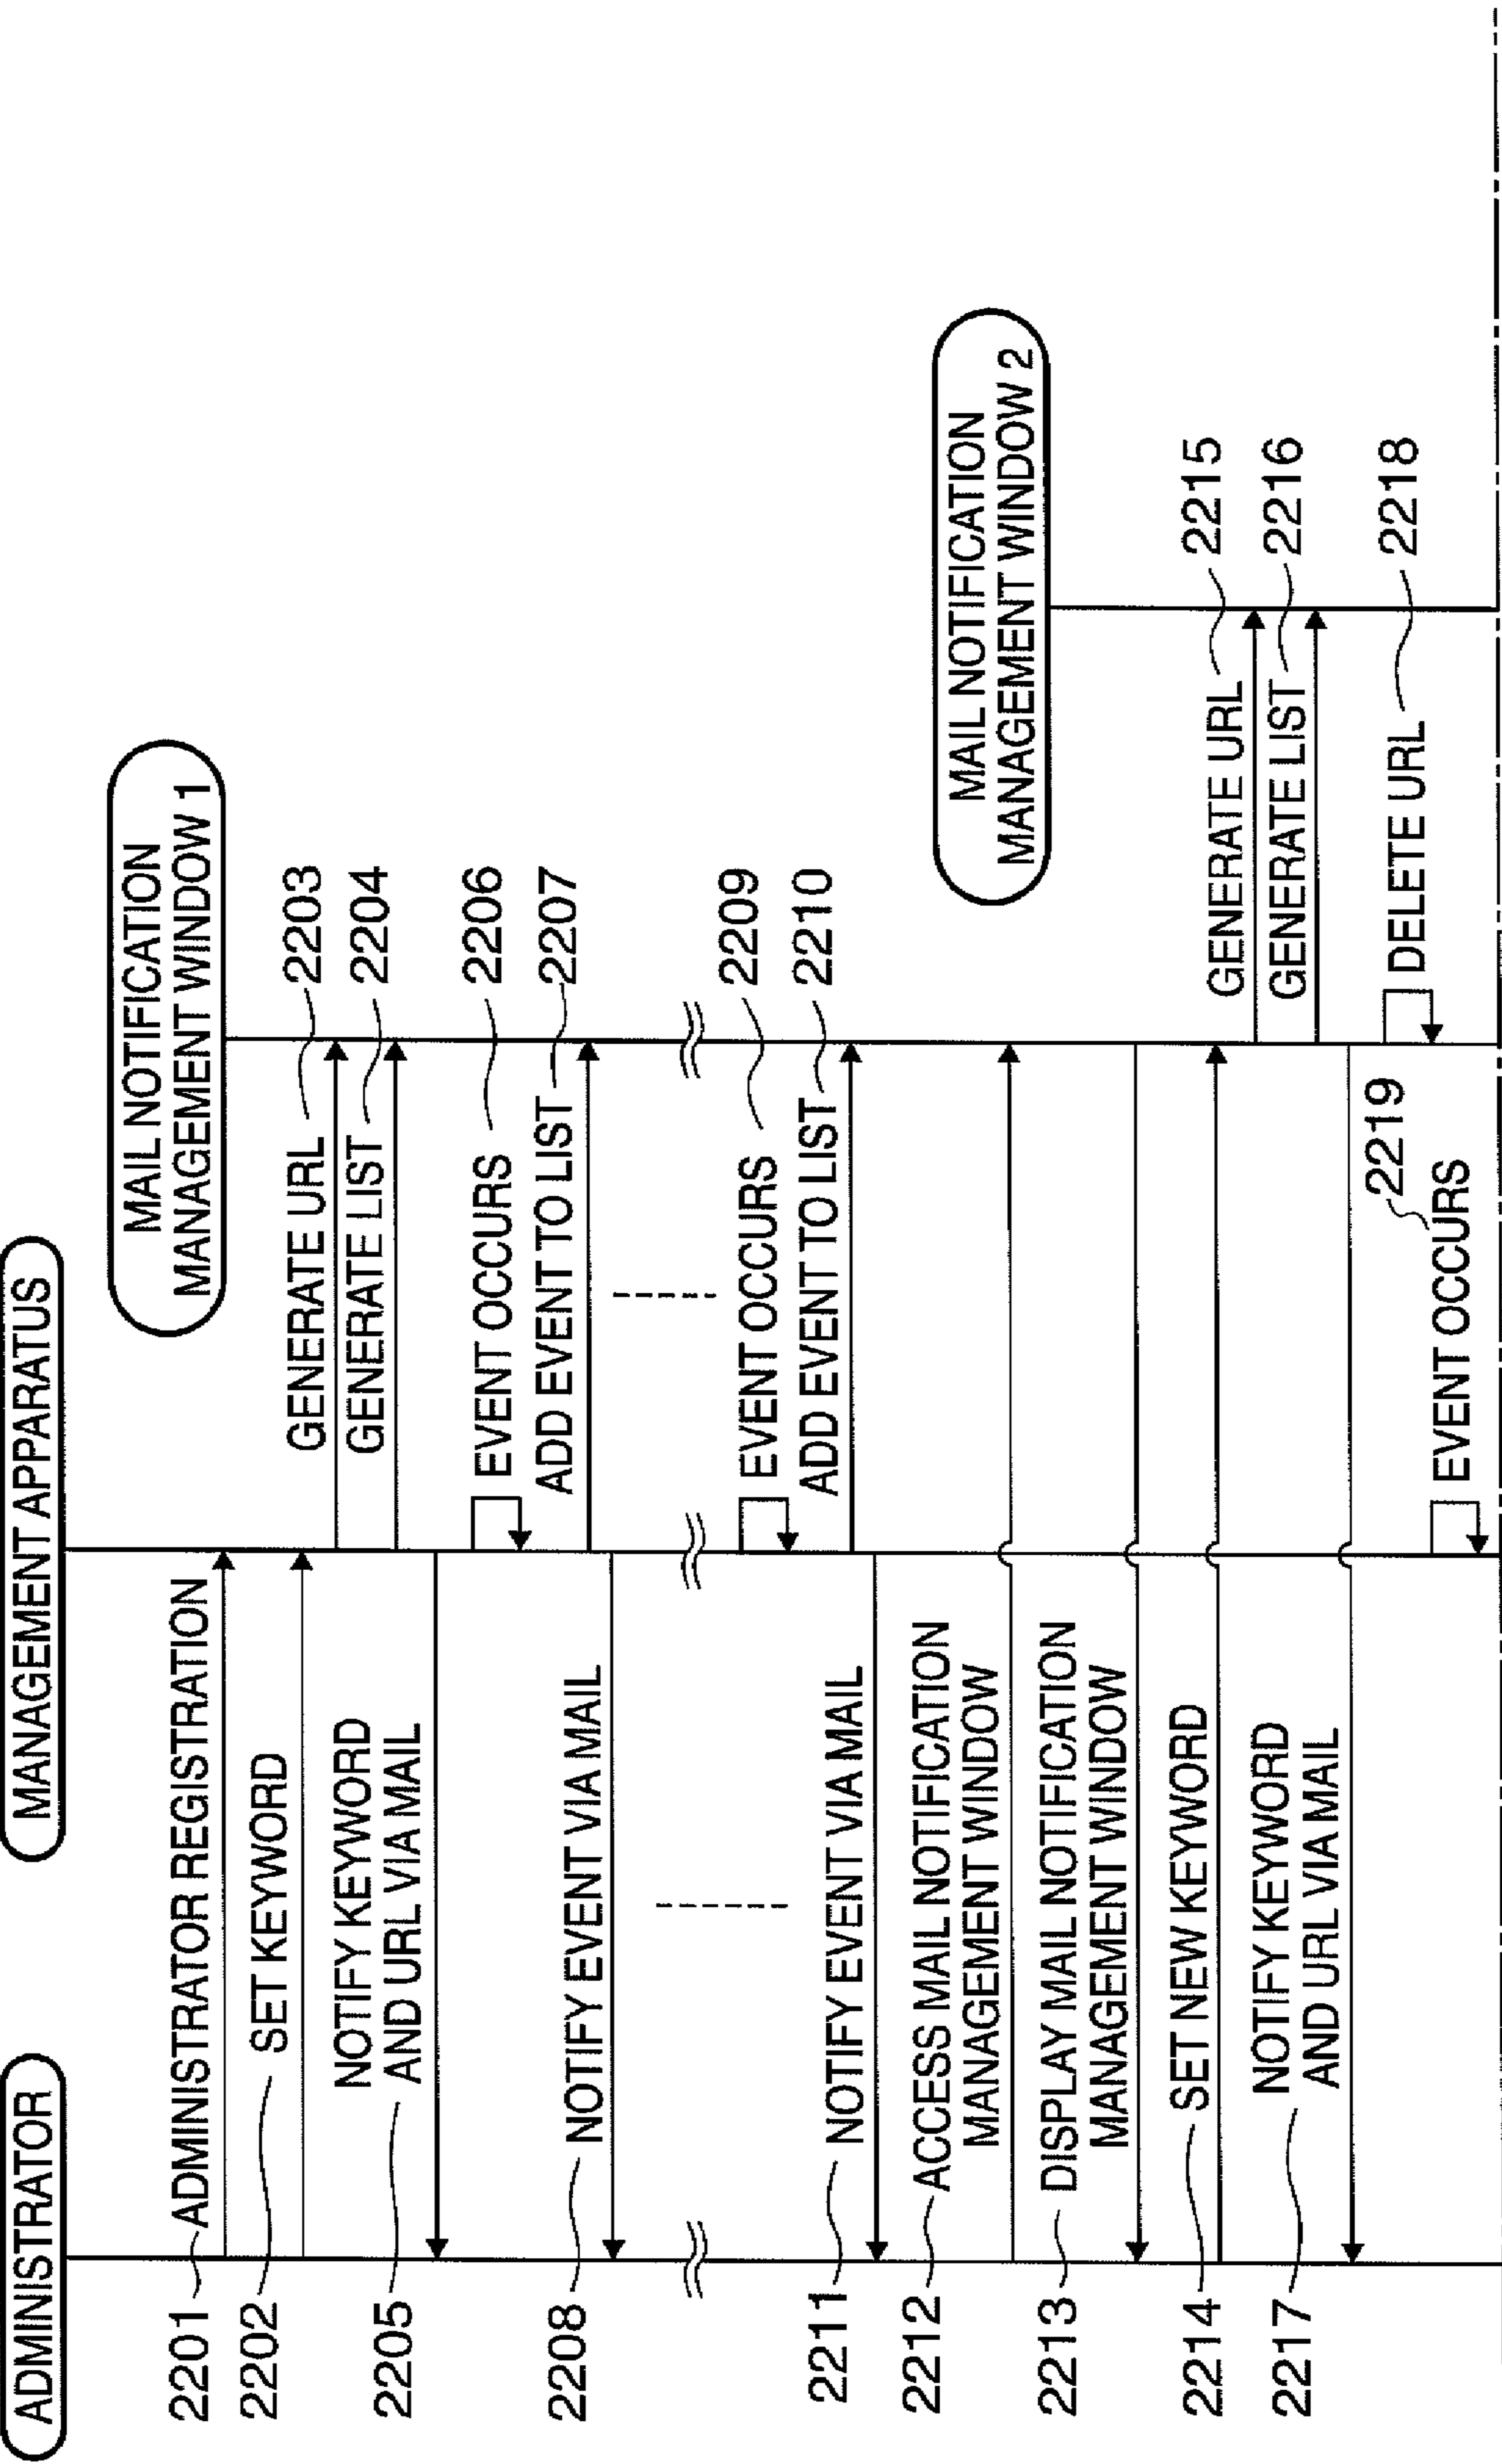 ADMINISTRATOR
MANAGEMENT APPARATUS
MAIL NOTIFICATION
MANAGEMENT WINDOW 1
MAIL NOTIFICATION
MANAGEMENT WINDOW 2
2201
ADMINISTRATOR REGISTRATION
2202
SET KEYWORD
GENERATE URL
2203
GENERATE LIST
2204
2205
NOTIFY KEYWORD
AND URL VIA MAIL
EVENT OCCURS
2206
ADD EVENT TO LIST
2207
2208
NOTIFY EVENT VIA MAIL
EVENT OCCURS
2209
ADD EVENT TO LIST
2210
2211
NOTIFY EVENT VIA MAIL
2212
ACCESS MAIL NOTIFICATION
MANAGEMENT WINDOW
2213
DISPLAY MAIL NOTIFICATION
MANAGEMENT WINDOW
2214
SET NEW KEYWORD
GENERATE URL
2215
GENERATE LIST
2216
2217
NOTIFY KEYWORD
AND URL VIA MAIL
DELETE URL
2218
2219
EVENT OCCURS